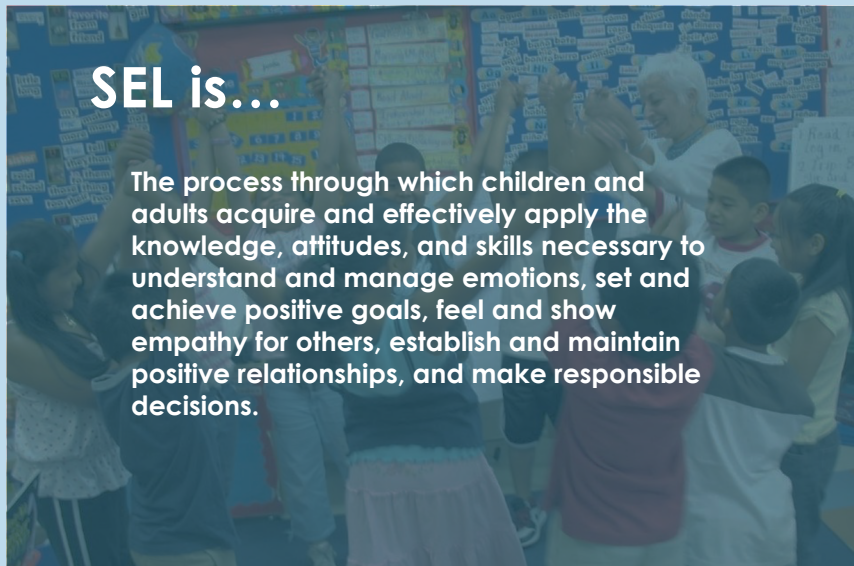 SEL is…
The process through which children and
adults acquire and effectively apply the
knowledge, attitudes, and skills necessary to
understand and manage emotions, set and
achieve positive goals, feel and show
empathy for others, establish and maintain
positive relationships, and make responsible
decisions.